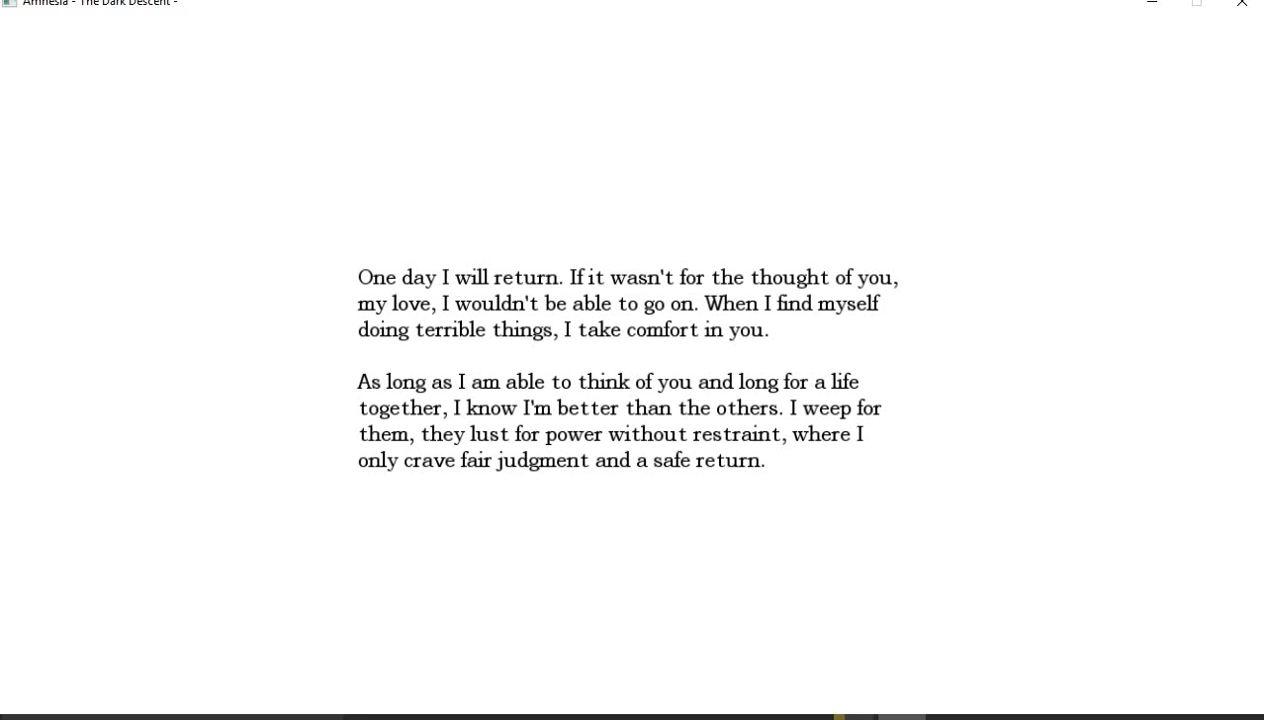 Amnesia - The Dark Descent -
One day I will return. If it wasn't for the thought of you,
my love, I wouldn't be able to go on. When I find myself
doing terrible things, I take comfort in you.
As long as I am able to think of you and long for a life
together, I know I'm better than the others. I weep for
them, they lust for power without restraint, where I
only crave fair judgment and a safe return.